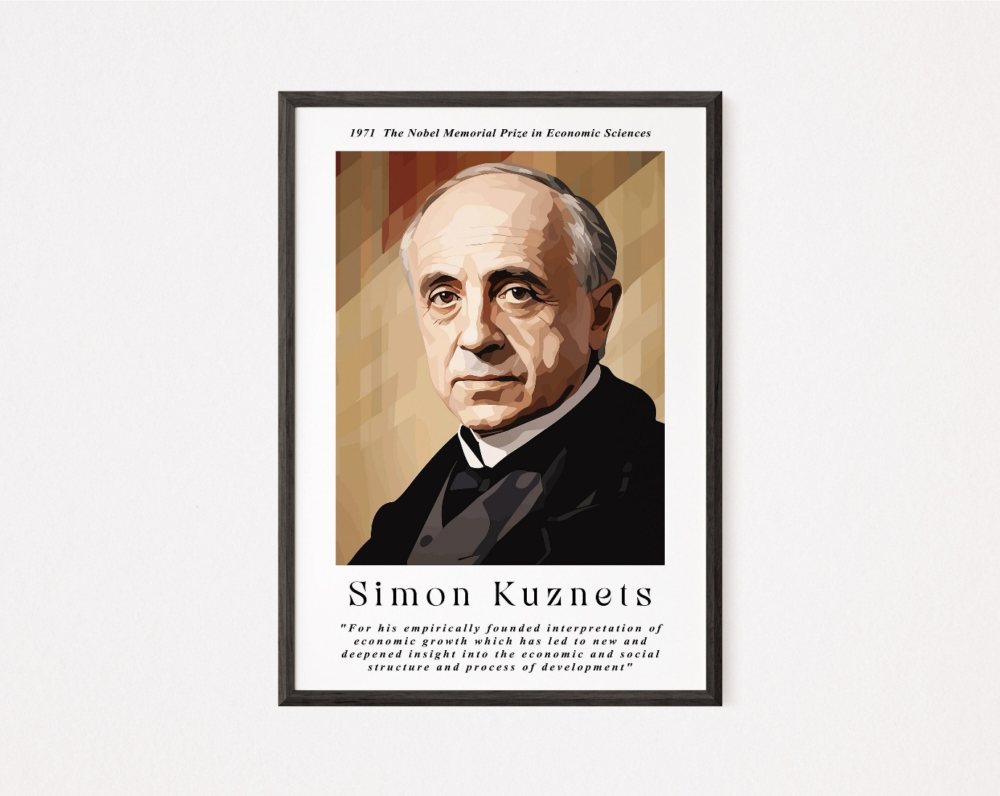 1971 The Nobel Memorial Prize in Economic Sciences
Simon Kuznets
"For his empirically founded interpretation of
economic growth which has led to new and
deepened insight into the economic and social
structure and process of development"